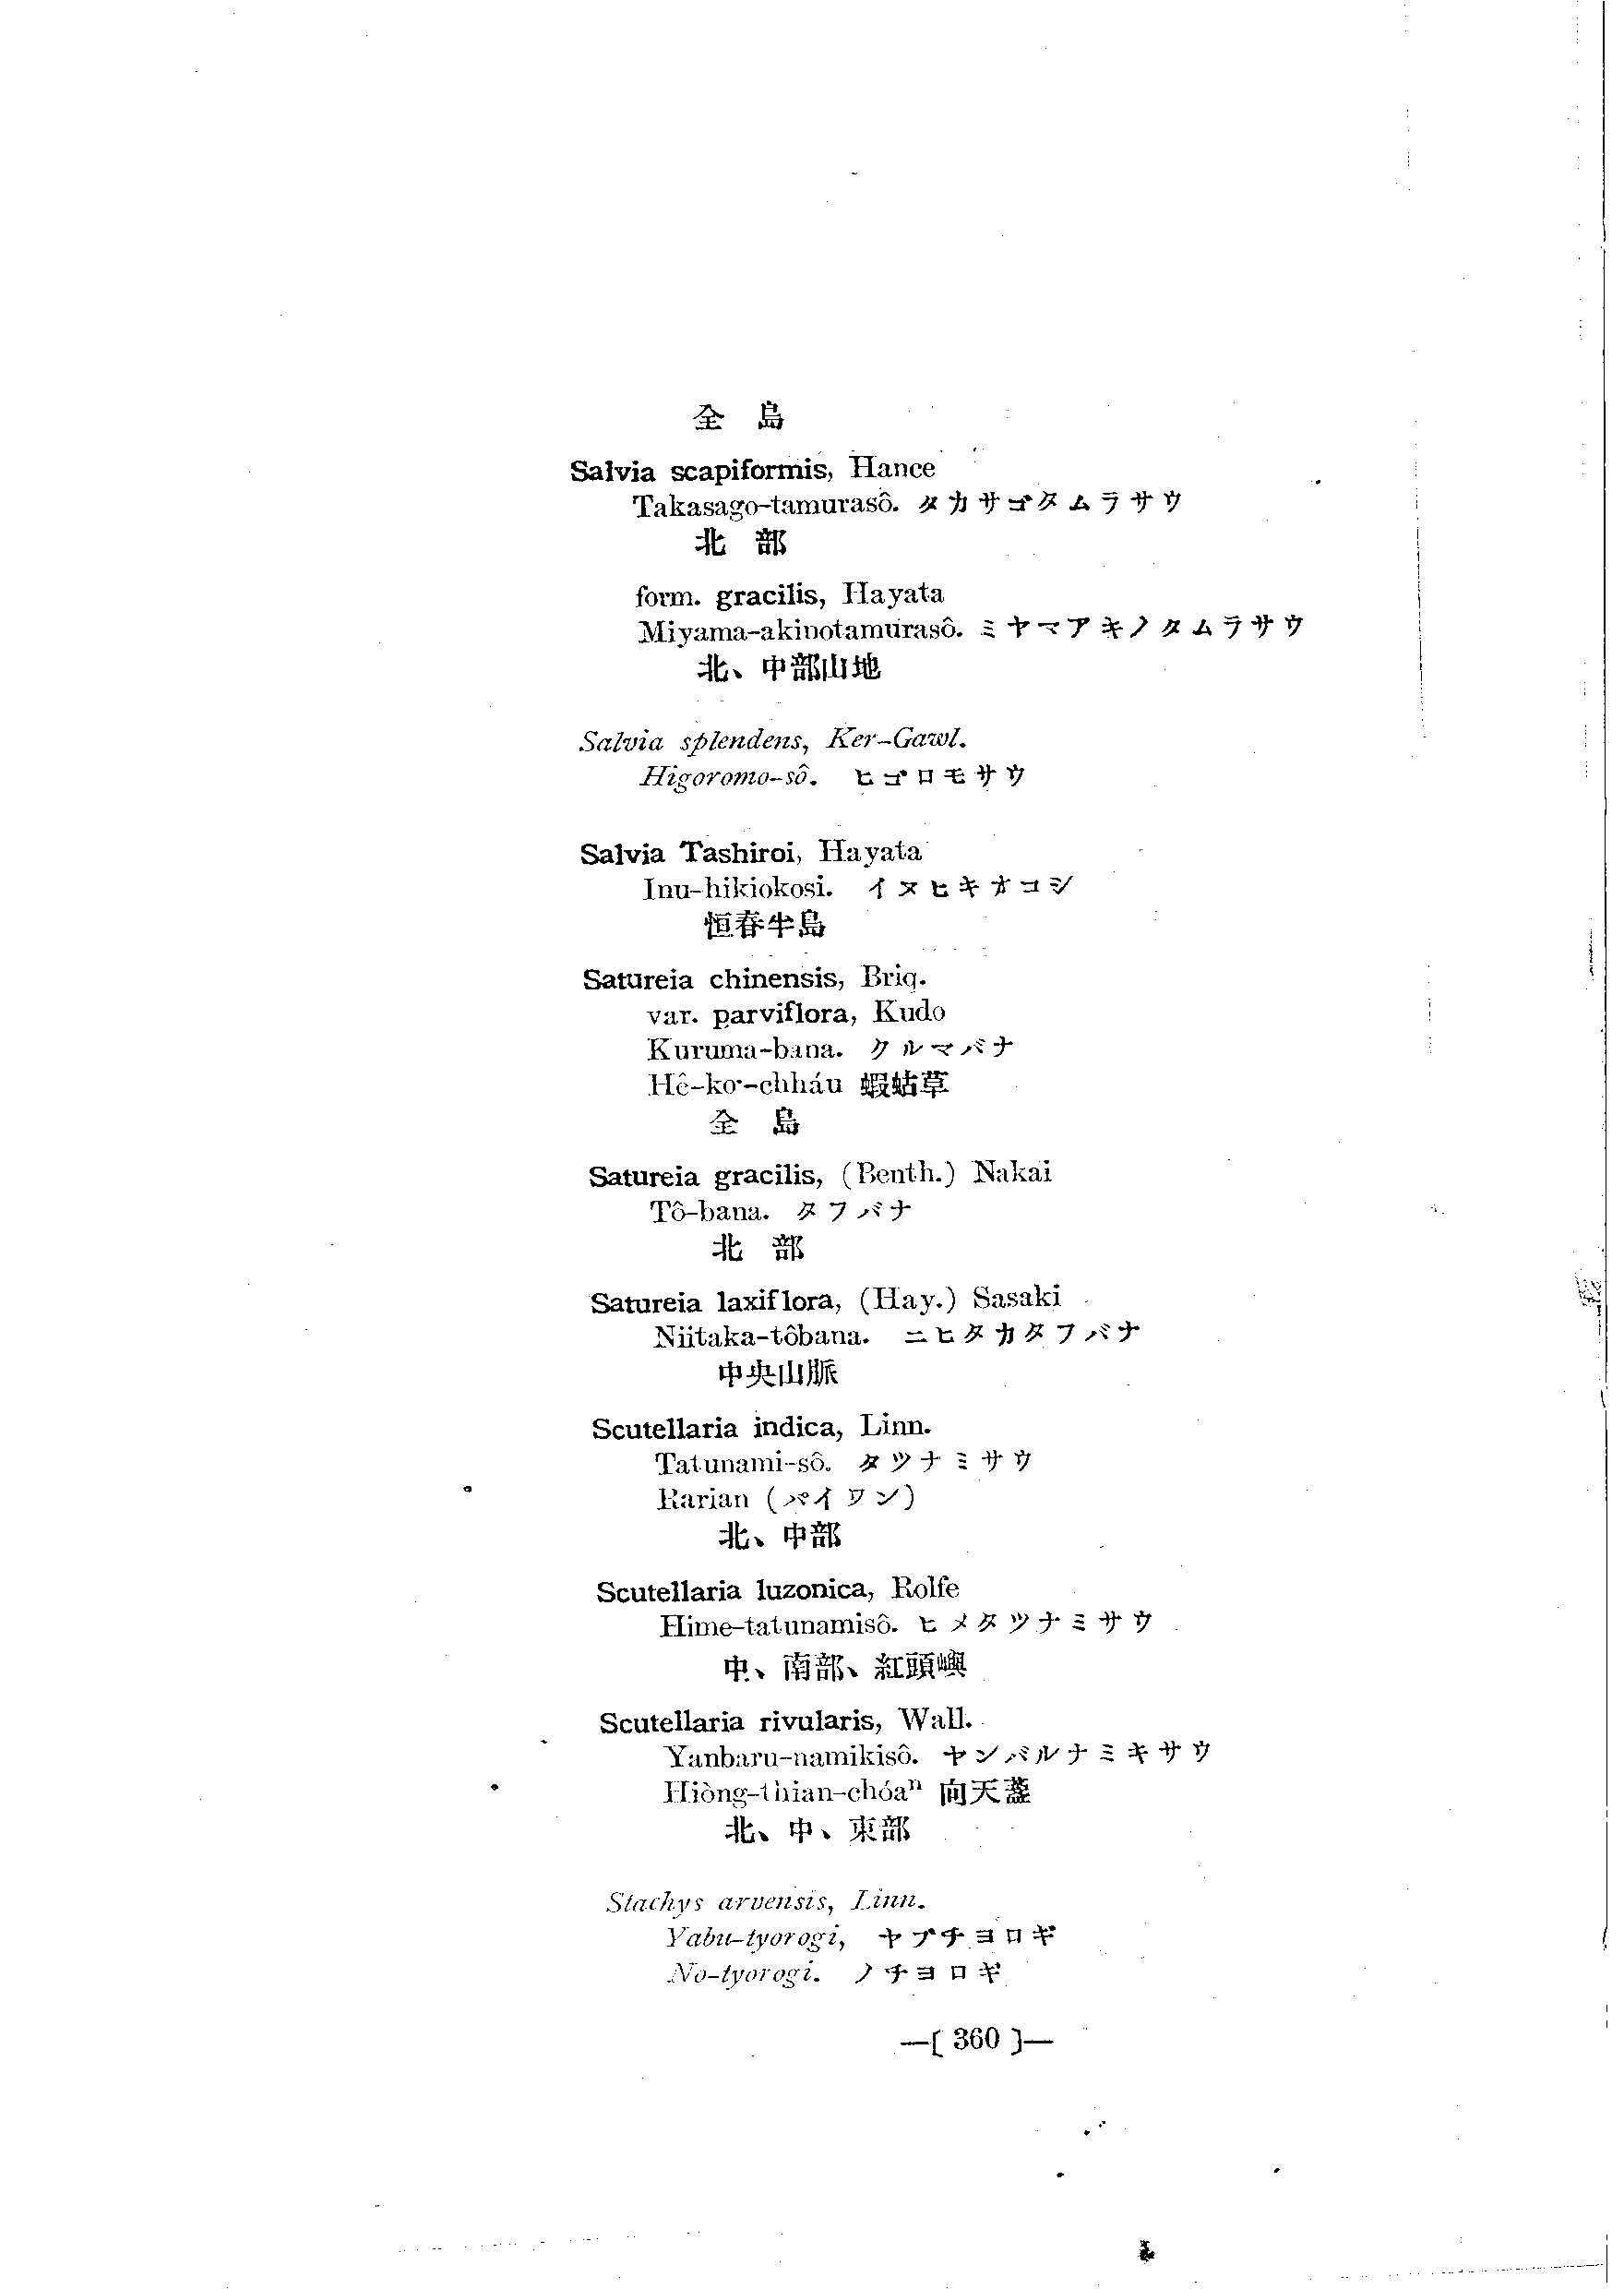 全 島
Salvia scapiformis, Hance
Takasago-tamurasô. タカサゴタムラサウ
北 部
form. gracilis, Hayata
Miyama-akinotamurasô. ミヤマアキノタムラサウ
北、中部山地
Salvia splendens, Ker-Gawl.
Higoromo-sô. ヒゴロモサウ
Salvia Tashiroi, Hayata
Inu-hikiokosi. イヌヒキオコシ
恒春半島
Satureia chinensis, Briq.
var. parviflora, Kudo
Kuruma-bana. クルマバナ
Hê-ko͘-chháu 蝦蛄草
全 島
Satureia gracilis, (Benth.) Nakai
Tô-bana. タフバナ
北 部
Satureia laxiflora, (Hay.) Sasaki
Niitaka-tôbana. ニヒタカタフバナ
中央山脈
Scutellaria indica, Linn.
Tatunami-sô. タツナミサウ
Rarian (パイワン)
北、中部
Scutellaria luzonica, Rolfe
Hime-tatunamisô. ヒメタツナミサウ
中、南部、紅頭嶼
Scutellaria rivularis, Wall.
Yanbaru-namikisô. ヤンバルナミキサウ
Hiòng-thian-chóaⁿ 向天盞
北、中、東部
Stachys arvensis, Linn.
Yabu-tyorogi, ヤブチヨロギ
No-tyorogi. ノチヨロギ
—[ 360 ]—